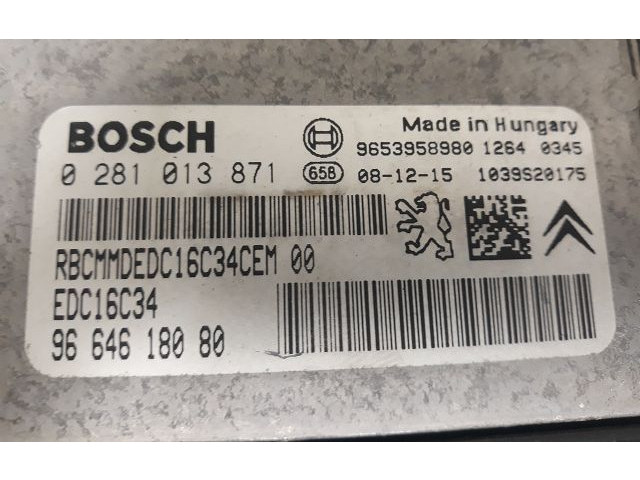 BOSCH
Made in Hungary
9653958980 1264 0345
0 281 013 871
658 08-12-15 1039S20175
RBCMMDEDC16C34CEM 00
EDC16C34
96 646 180 80